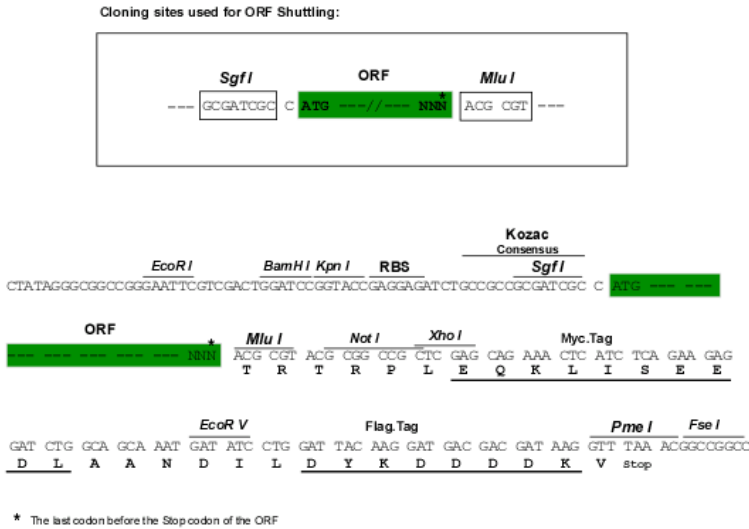 Cloning sites used for ORF Shuttling:
Sgf I ORF Mlu I
--- GCGATCGC C ATG ---//--- NNN* ACG CGT ---
Kozac
Consensus
EcoR I BamH I Kpn I RBS Sgf I
CTATAGGGCGGCCGGGAATTCGTCGACTGGATCCGGTACCGAGGAGATCTGCCGCCGCGATCGC C ATG --- --- ---
ORF Mlu I Not I Xho I Myc.Tag
--- --- --- --- --- --- --- NNN* ACG CGT ACG CGG CCG CTC GAG CAG AAA CTC ATC TCA GAA GAG
T R T R P L E Q K L I S E E
EcoR V Flag.Tag Pme I Fse I
GAT CTG GCA GCA AAT GAT ATC CTG GAT TAC AAG GAT GAC GAC GAT AAG GTT TAA ACGGCCGGCC
D L A A N D I L D Y K D D D D K V Stop
* The last codon before the Stop codon of the ORF